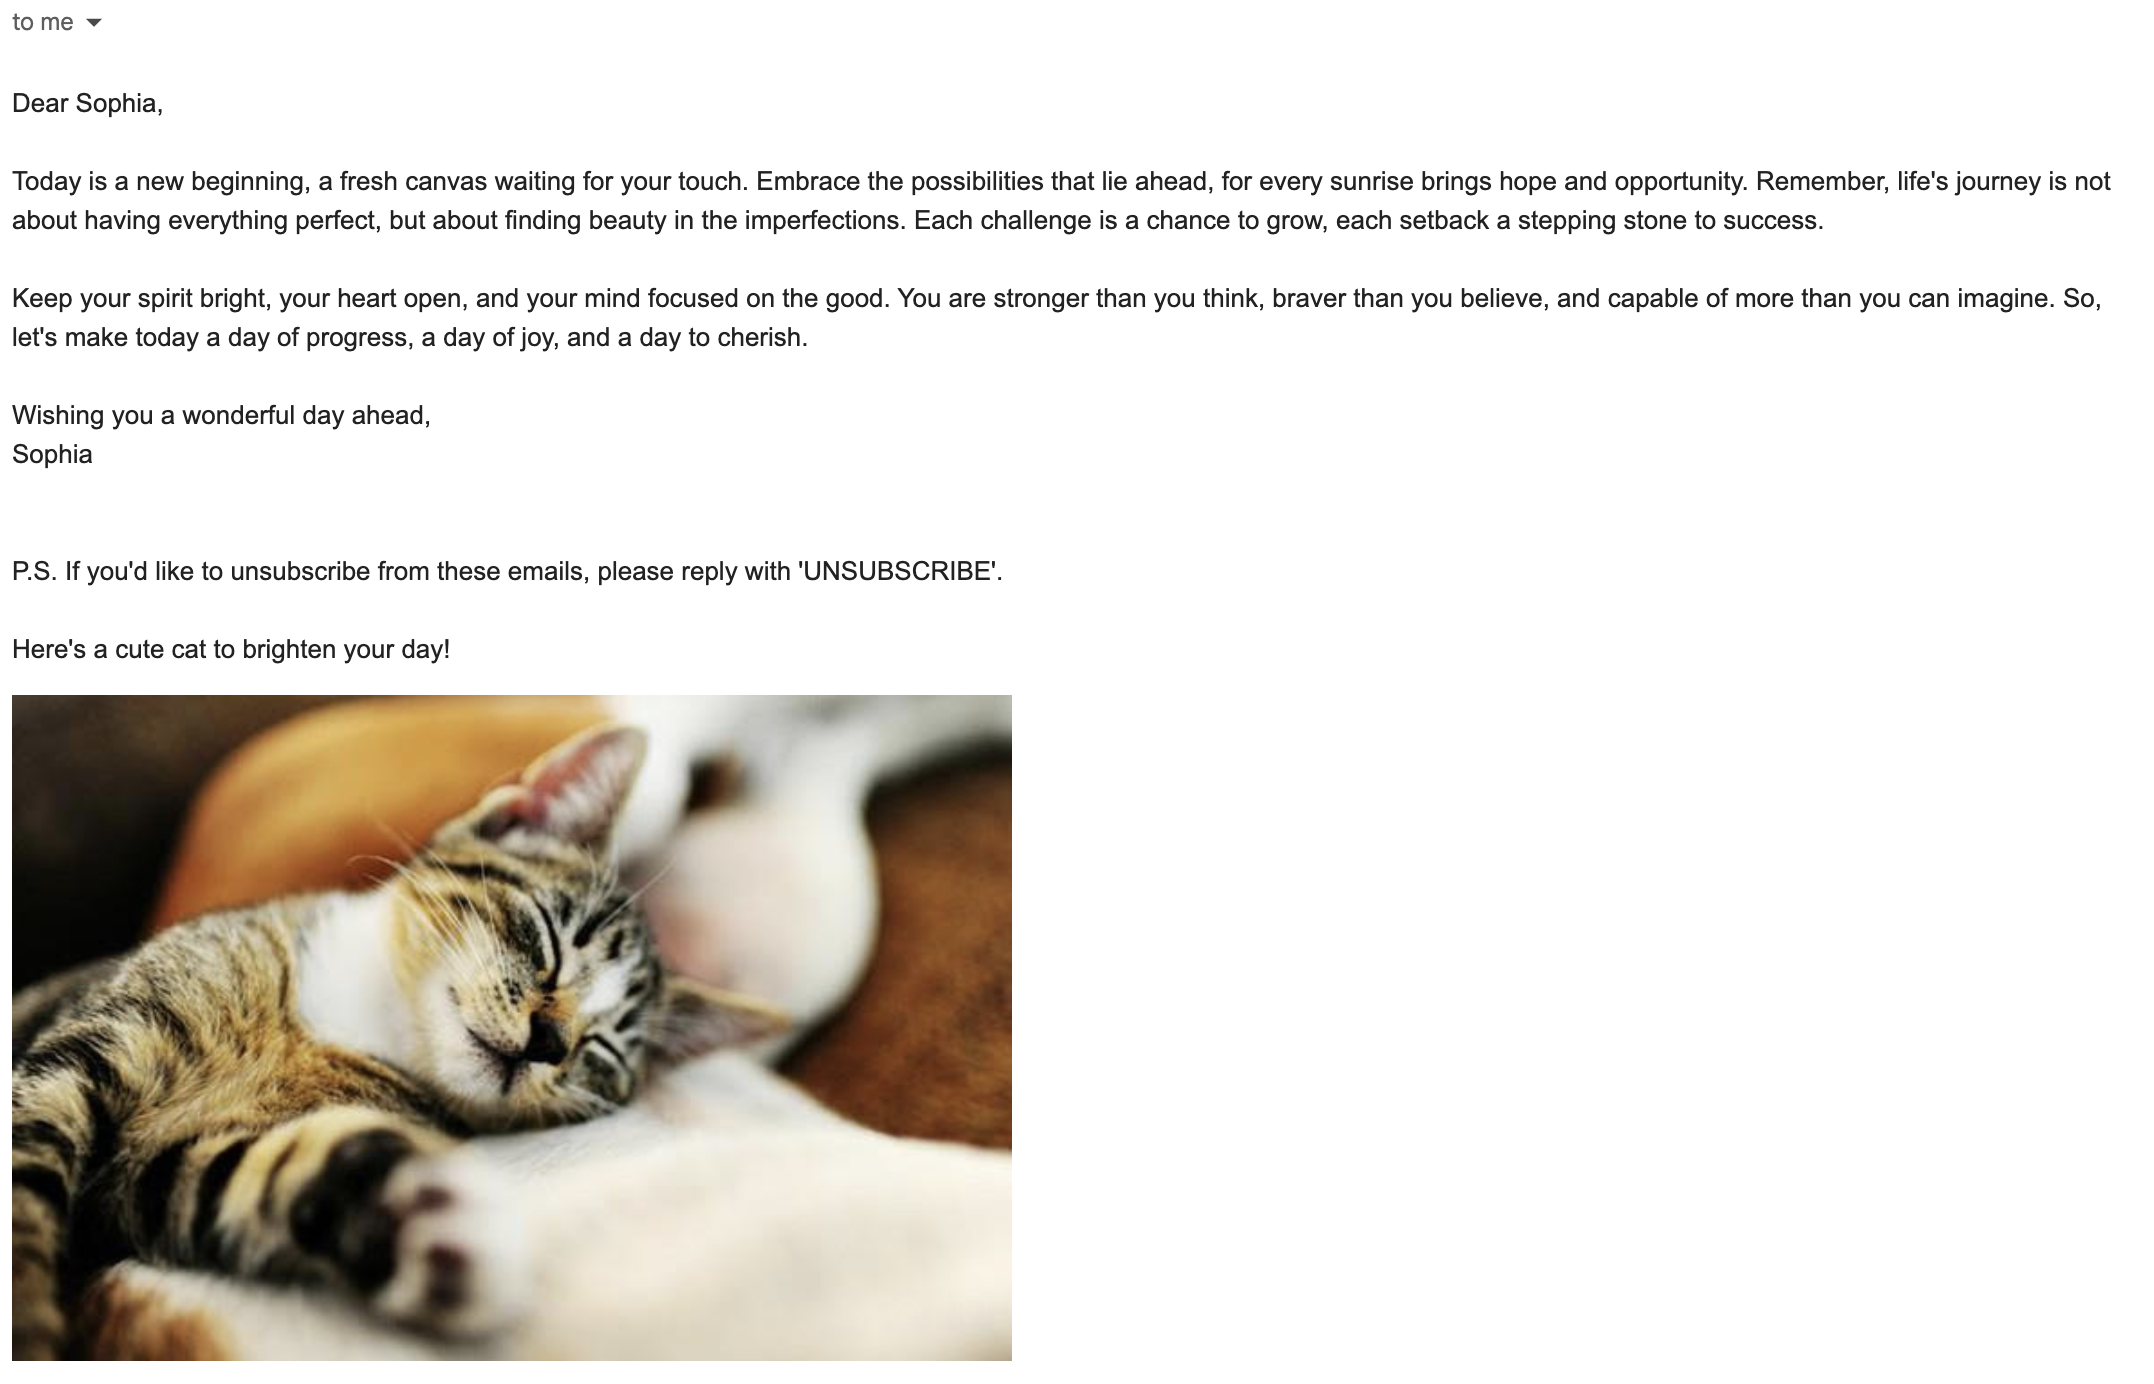 to me
Dear Sophia,
Today is a new beginning, a fresh canvas waiting for your touch. Embrace the possibilities that lie ahead, for every sunrise brings hope and opportunity. Remember, life's journey is not
about having everything perfect, but about finding beauty in the imperfections. Each challenge is a chance to grow, each setback a stepping stone to success.
Keep your spirit bright, your heart open, and your mind focused on the good. You are stronger than you think, braver than you believe, and capable of more than you can imagine. So,
let's make today a day of progress, a day of joy, and a day to cherish.
Wishing you a wonderful day ahead,
Sophia
P.S. If you'd like to unsubscribe from these emails, please reply with 'UNSUBSCRIBE'.
Here's a cute cat to brighten your day!